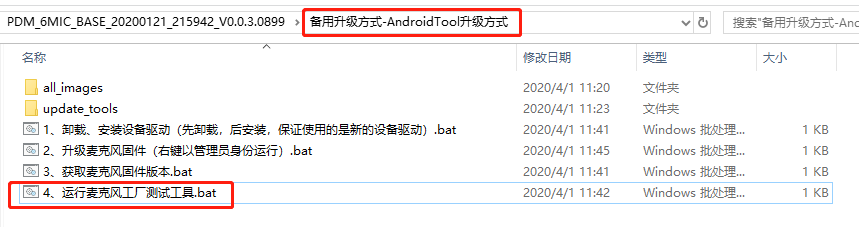 PDM_6MIC_BASE_20200121_215942_V0.0.3.0899 > 备用升级方式-AndroidTool升级方式 搜索"备用升级方式-And
名称 修改日期 类型 大小
all_images 2020/4/1 11:20 文件夹
update_tools 2020/4/1 11:23 文件夹
1、卸载、安装设备驱动（先卸载，后安装，保证使用的是新的设备驱动）.bat 2020/4/1 11:41 Windows 批处理... 1 KB
2、升级麦克风固件（右键以管理员身份运行）.bat 2020/4/1 11:45 Windows 批处理... 1 KB
3、获取麦克风固件版本.bat 2020/4/1 11:41 Windows 批处理... 1 KB
4、运行麦克风工厂测试工具.bat 2020/4/1 11:42 Windows 批处理... 1 KB